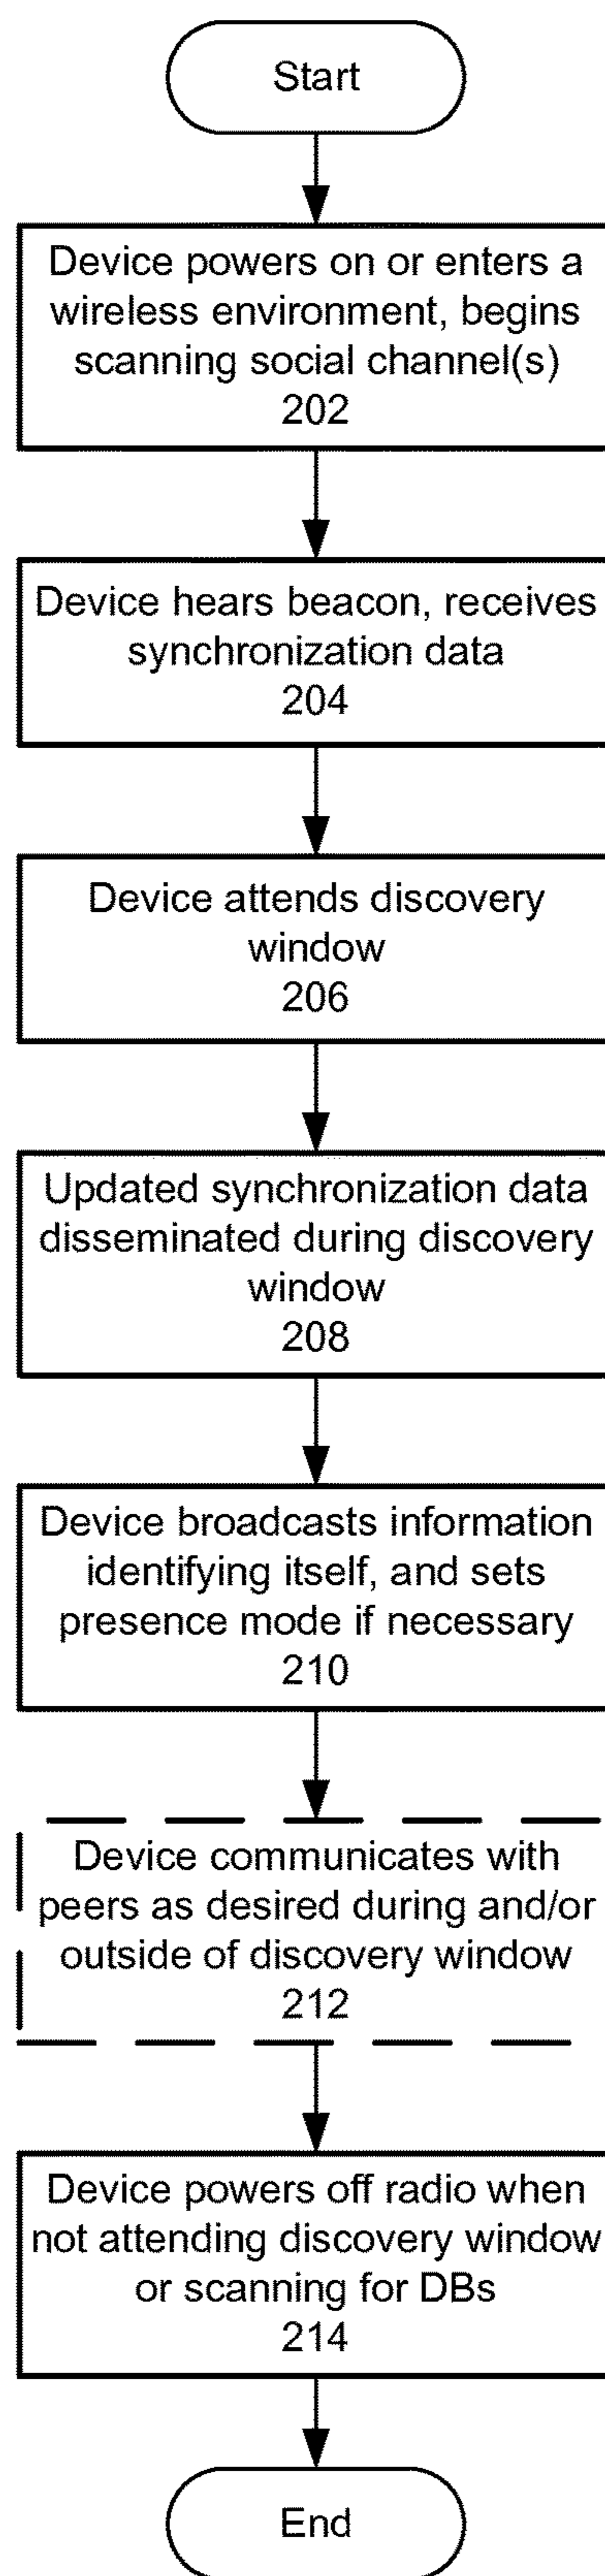 Start
Device powers on or enters a
wireless environment, begins
scanning social channel(s)
202
Device hears beacon, receives
synchronization data
204
Device attends discovery
window
206
Updated synchronization data
disseminated during discovery
window
208
Device broadcasts information
identifying itself, and sets
presence mode if necessary
210
Device communicates with
peers as desired during and/or
outside of discovery window
212
Device powers off radio when
not attending discovery window
or scanning for DBs
214
End